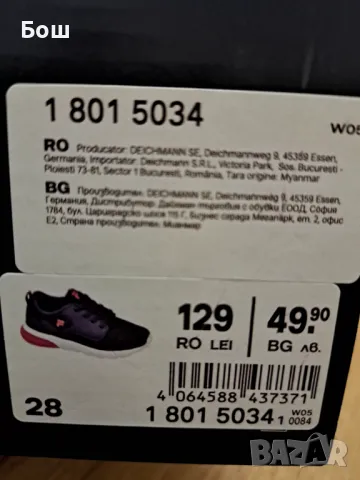 Бош
1 801 5034
W05
RO Producator: DEICHMANN SE, Deichmannweg 9, 45359 Essen,
Germania, Importator: Deichmann S.R.L., Victoria Park, Sos. Bucuresti -
Ploiesti 73-81, Sector 1 Bucuresti, România, Tara origine: Myanmar
BG Производител: DEICHMANN SE, Deichmannweg 9, 45359 Essen,
Германия, Дистрибутор: Дайхман търговия с обувки ЕООД, София
1784, бул. Цариградско шосе 115 Г, Бизнес сграда Мегапарк, ет. 2, офис
Е2, Страна производител: Мианмар
129
RO LEI
49.90
BG лв.
4 064588 437371
28
1 801 5034 1
W05
0084
BAZAR
bg